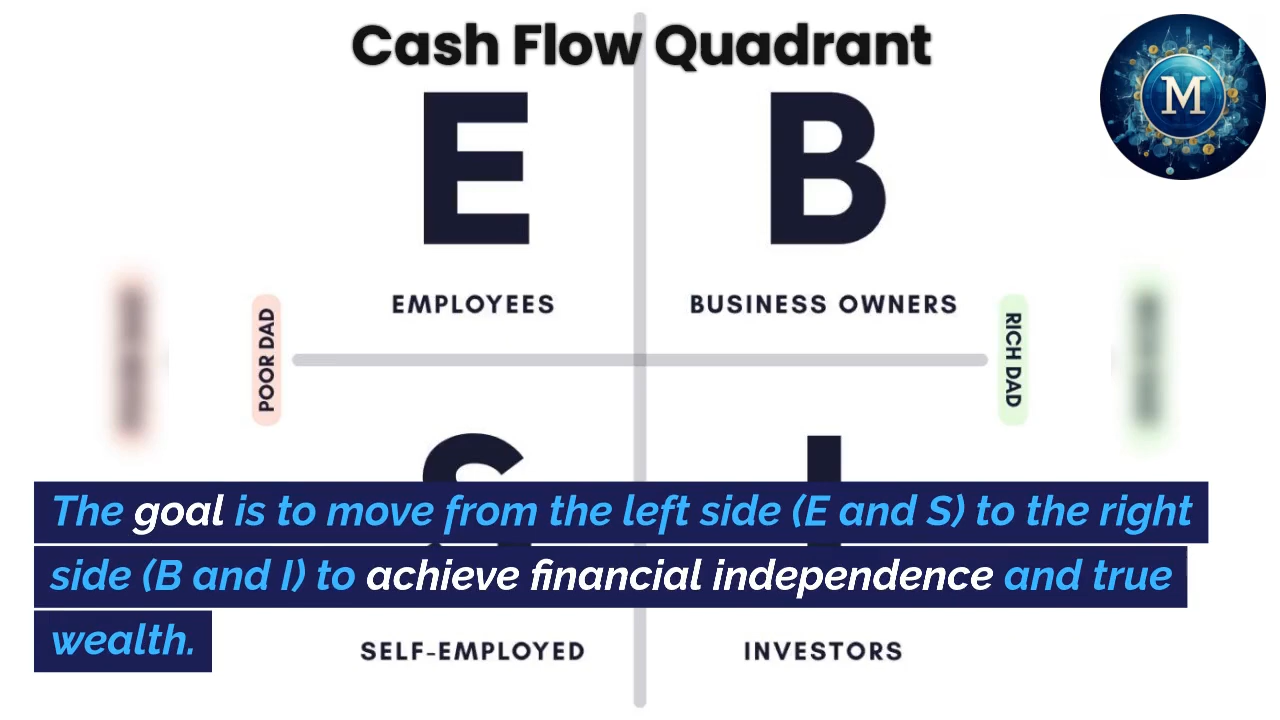 Cash Flow Quadrant
M
E
B
EMPLOYEES
BUSINESS OWNERS
POOR DAD
RICH DAD
S
I
The goal is to move from the left side (E and S) to the right
side (B and I) to achieve financial independence and true
wealth.
SELF-EMPLOYED
INVESTORS